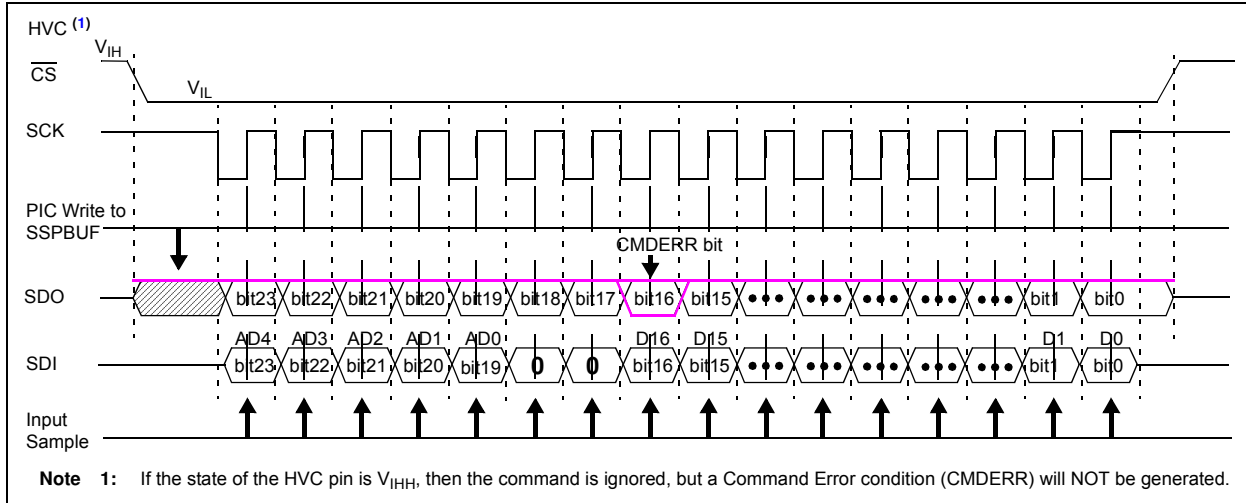 HVC (1)
VIH
CS
VIL
SCK
PIC Write to
SSPBUF
CMDERR bit
SDO bit23 bit22 bit21 bit20 bit19 bit18 bit17 bit16 bit15 ••• ••• ••• ••• ••• bit1 bit0
AD4 AD3 AD2 AD1 AD0 D16 D15 D1 D0
SDI bit23 bit22 bit21 bit20 bit19 0 0 bit16 bit15 ••• ••• ••• ••• ••• bit1 bit0
Input
Sample
Note 1: If the state of the HVC pin is VIHH, then the command is ignored, but a Command Error condition (CMDERR) will NOT be generated.